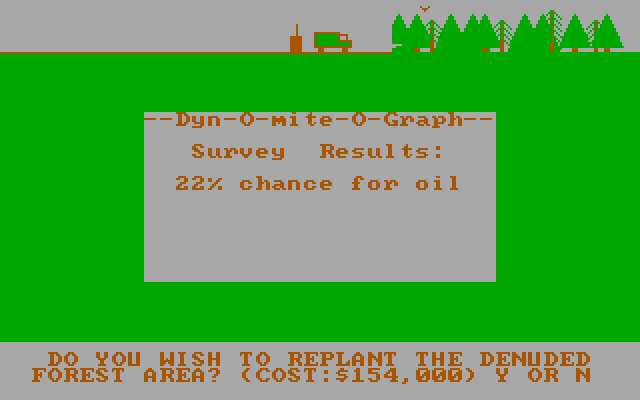 --Dyn-O-mite-O-Graph--
Survey Results:
22% chance for oil
DO YOU WISH TO REPLANT THE DENUDED
FOREST AREA? (COST:$154,000) Y OR N